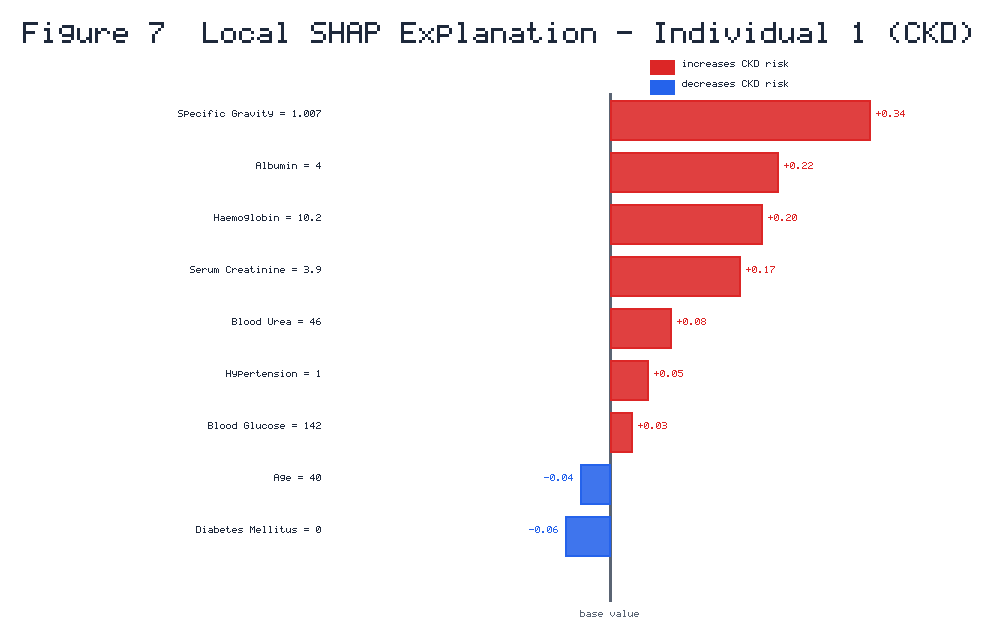 Figure 7  Local SHAP Explanation - Individual 1 (CKD)
increases CKD risk
decreases CKD risk
Specific Gravity = 1.007
+0.34
Albumin = 4
+0.22
Haemoglobin = 10.2
+0.20
Serum Creatinine = 3.9
+0.17
Blood Urea = 46
+0.08
Hypertension = 1
+0.05
Blood Glucose = 142
+0.03
Age = 40
-0.04
Diabetes Mellitus = 0
-0.06
base value